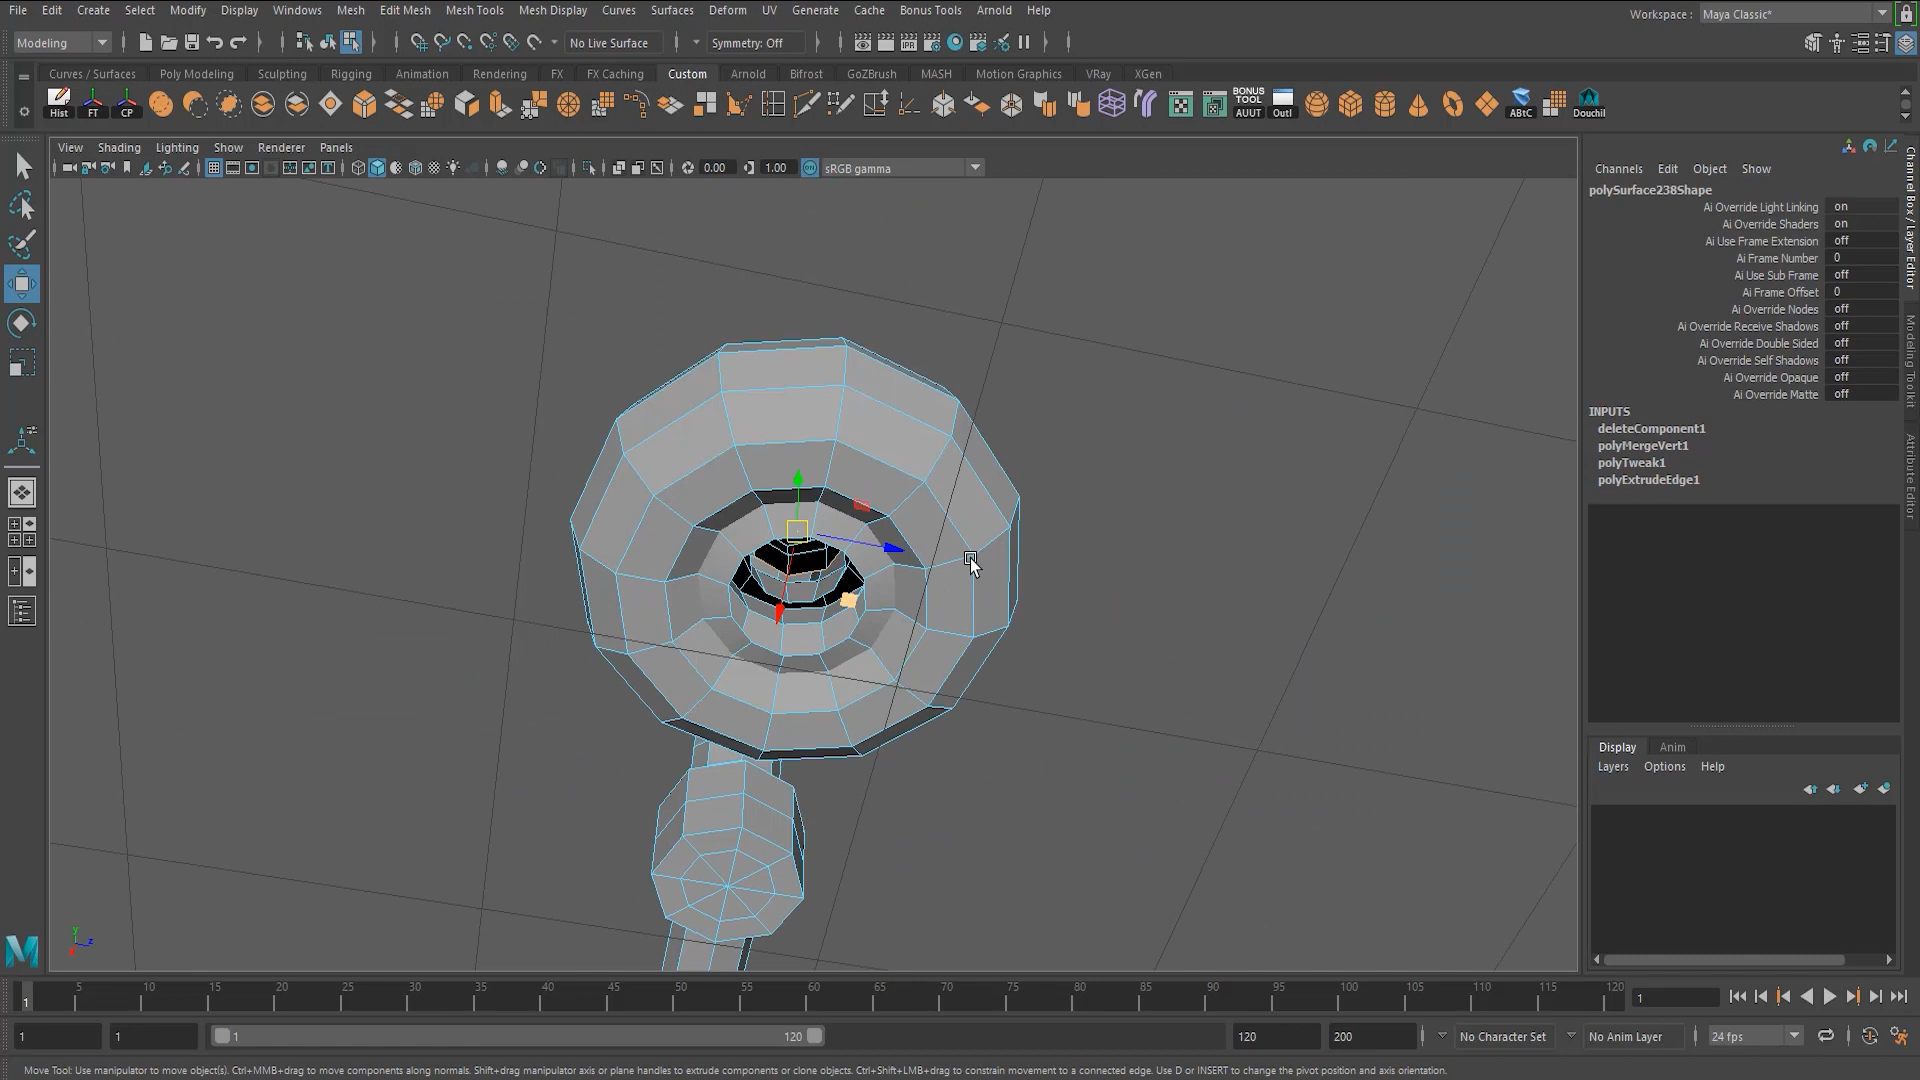 File Edit Create Select Modify Display Windows Mesh Edit Mesh Mesh Tools Mesh Display Curves Surfaces Deform UV Generate Cache Bonus Tools Arnold Help
Workspace : Maya Classic*
Modeling No Live Surface Symmetry: Off
Curves / Surfaces Poly Modeling Sculpting Rigging Animation Rendering FX FX Caching Custom Arnold Bifrost GoZBrush MASH Motion Graphics VRay XGen
BONUS TOOL
Hist FT CP AUUT Outl ABtC Douchil
View Shading Lighting Show Renderer Panels
0.00 1.00 sRGB gamma
Channels Edit Object Show
polySurface238Shape
Ai Override Light Linking on
Ai Override Shaders on
Ai Use Frame Extension off
Ai Frame Number 0
Ai Use Sub Frame off
Ai Frame Offset 0
Ai Override Nodes off
Ai Override Receive Shadows off
Ai Override Double Sided off
Ai Override Self Shadows off
Ai Override Opaque off
Ai Override Matte off
INPUTS
deleteComponent1
polyMergeVert1
polyTweak1
polyExtrudeEdge1
Channel Box / Layer Editor
Modeling Toolkit
Attribute Editor
Display Anim
Layers Options Help
y
z
5 10 15 20 25 30 35 40 45 50 55 60 65 70 75 80 85 90 95 100 105 110 115 120
1 1
1 1 1 120 120 200 No Character Set No Anim Layer 24 fps
Move Tool: Use manipulator to move object(s). Ctrl+MMB+drag to move components along normals. Shift+drag manipulator axis or plane handles to extrude components or clone objects. Ctrl+Shift+LMB+drag to constrain movement to a connected edge. Use D or INSERT to change the pivot position and axis orientation.